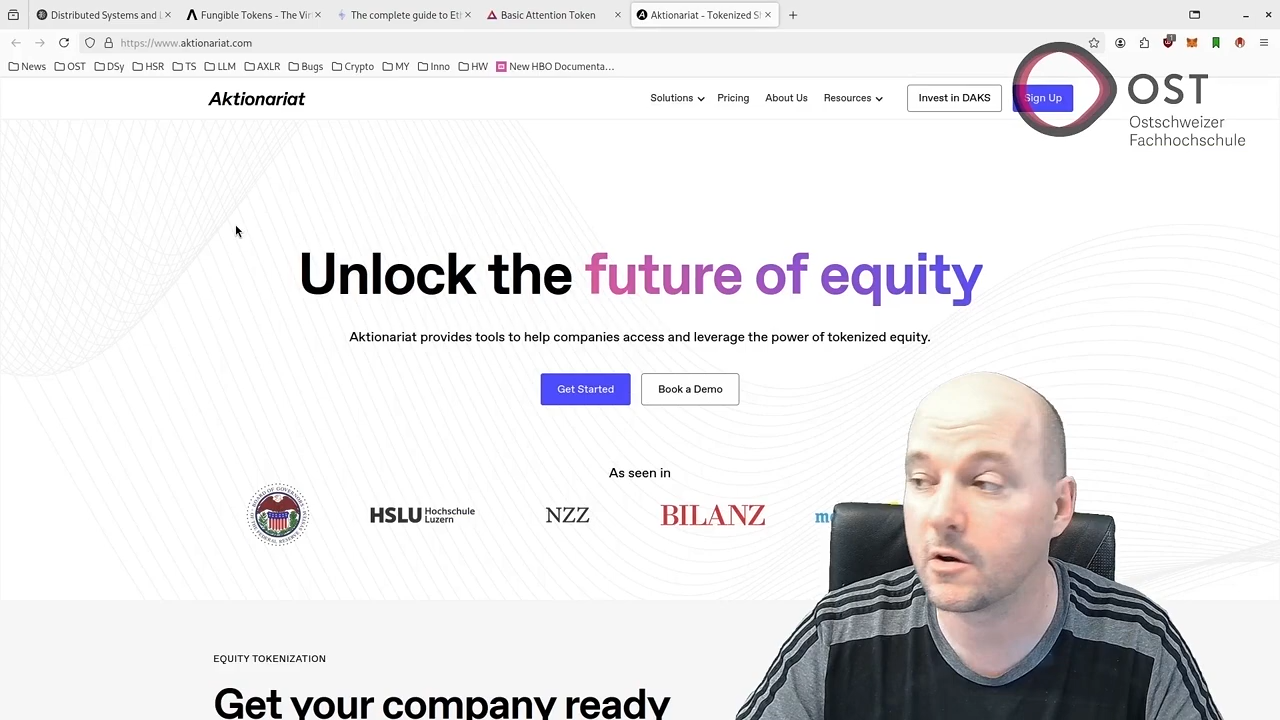 Distributed Systems and
Fungible Tokens - The Vir
The complete guide to Et
Basic Attention Token
Aktionariat - Tokenized S
https://www.aktionariat.com
News
OST
DSy
HSR
TS
LLM
AXLR
Bugs
Crypto
MY
Inno
HW
New HBO Documenta…
Aktionariat
Solutions
Pricing
About Us
Resources
Invest in DAKS
Sign Up
OST
Ostschweizer
Fachhochschule
Unlock the future of equity
Aktionariat provides tools to help companies access and leverage the power of tokenized equity.
Get Started
Book a Demo
As seen in
HSLU Hochschule
Luzern
NZZ
BILANZ
EQUITY TOKENIZATION
Get your company ready